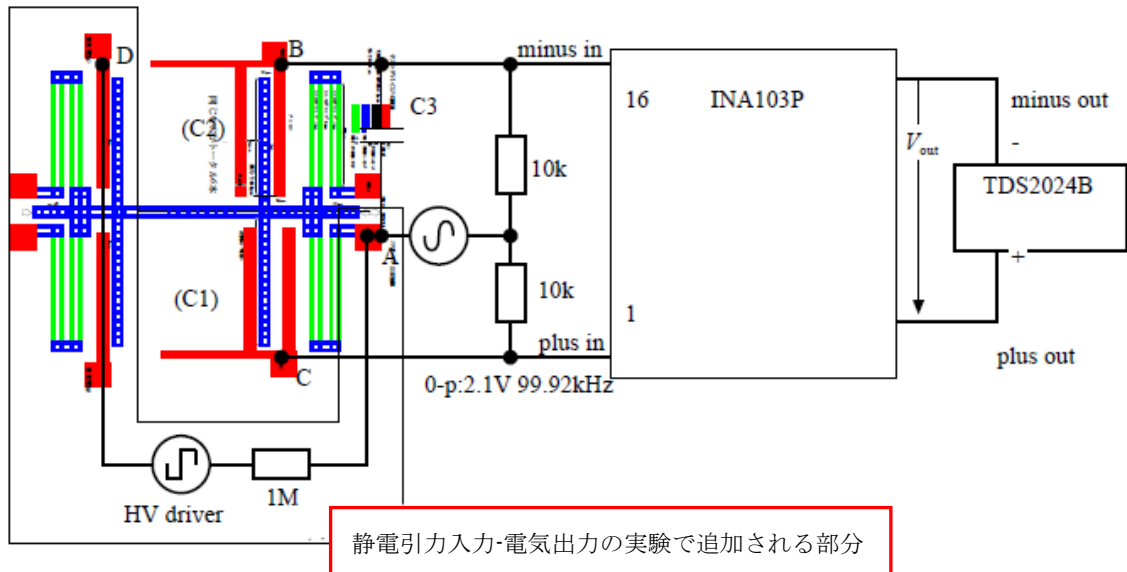 D
B
minus in
C3
16
INA103P
minus out
(C2)
10k
V_out
-
TDS2024B
A
+
(C1)
10k
1
plus in
plus out
C
0-p:2.1V 99.92kHz
1M
HV driver
静電引力入力-電気出力の実験で追加される部分